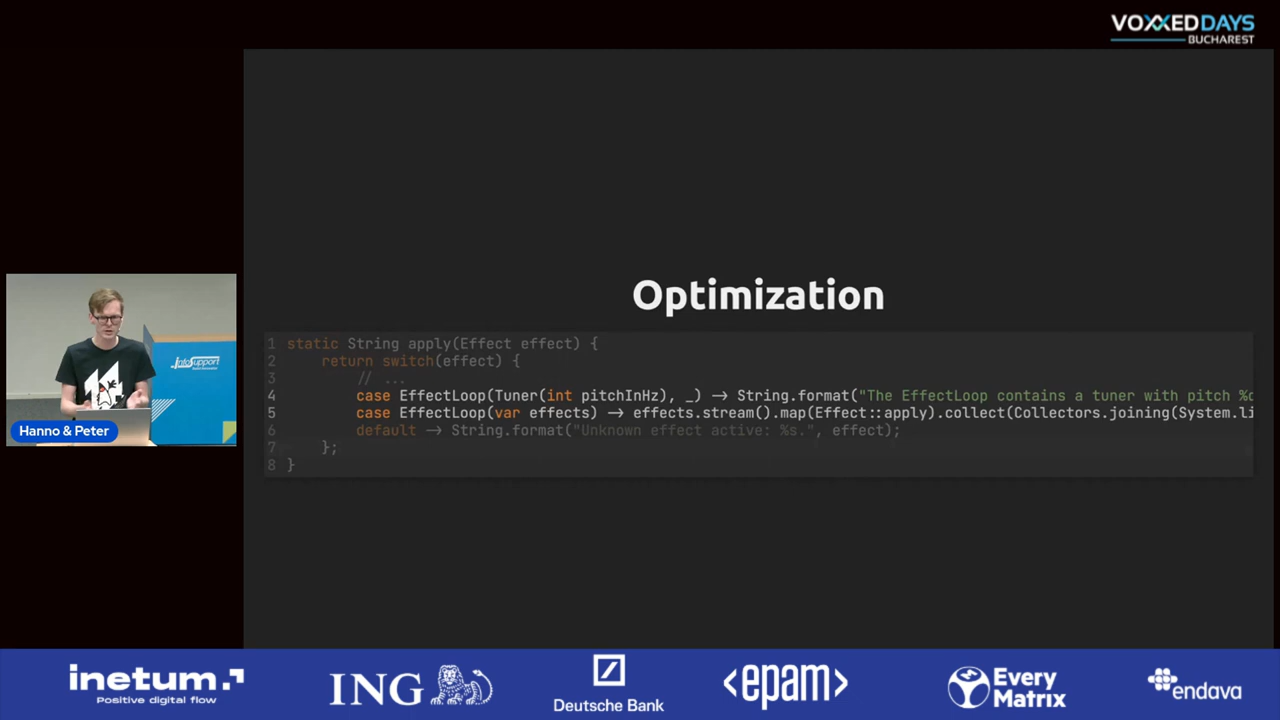 VOXXED DAYS
BUCHAREST
Optimization
1 static String apply(Effect effect) {
2 return switch(effect) {
3 // ...
4 case EffectLoop(Tuner(int pitchInHz), _) -> String.format("The EffectLoop contains a tuner with pitch %d
5 case EffectLoop(var effects) -> effects.stream().map(Effect::apply).collect(Collectors.joining(System.li
6 default -> String.format("Unknown effect active: %s.", effect);
7 };
8 }
infoSupport
Hanno & Peter
inetum.
Positive digital flow
ING
Deutsche Bank
<epam>
Every
Matrix
endava